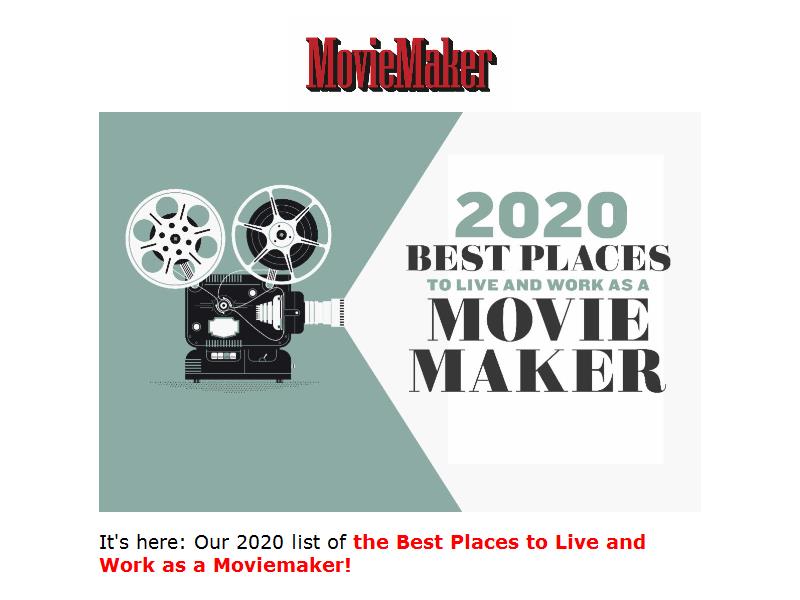 MovieMaker
2020
BEST PLACES
TO LIVE AND WORK AS A
MOVIE
MAKER
It's here: Our 2020 list of the Best Places to Live and
Work as a Moviemaker!